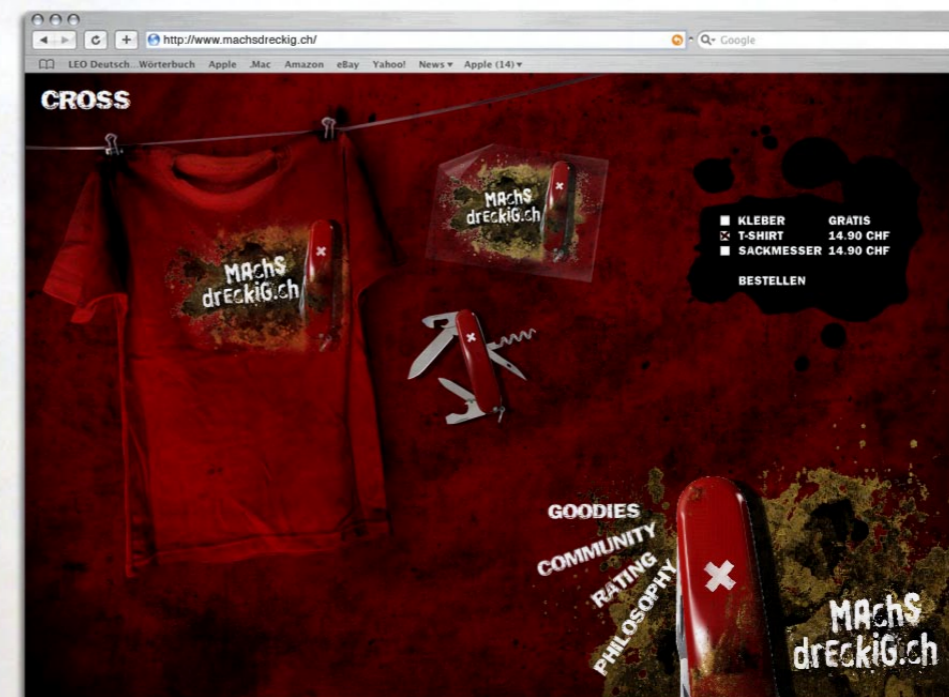 http://www.machsdreckig.ch/
Google
LEO Deutsch...Wörterbuch Apple .Mac Amazon eBay Yahoo! News Apple (14)
CROSS
MAchS
drEckiG.ch
MAchS
drEckiG.ch
KLEBER GRATIS
T-SHIRT 14.90 CHF
SACKMESSER 14.90 CHF
BESTELLEN
GOODIES
COMMUNITY
RATING
PHILOSOPHY
MAchS
drEckiG.ch